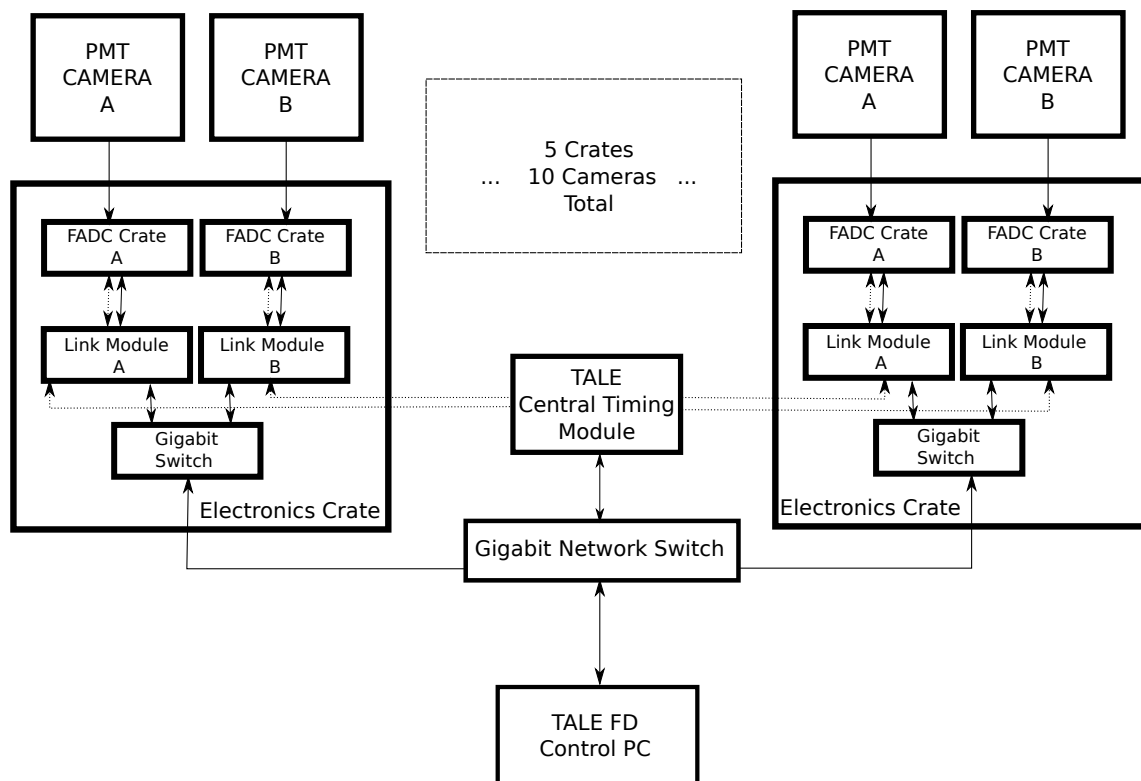 PMT
CAMERA
A
PMT
CAMERA
B
PMT
CAMERA
A
PMT
CAMERA
B
5 Crates
... 10 Cameras ...
Total
FADC Crate
A
FADC Crate
B
Link Module
A
Link Module
B
Gigabit
Switch
Electronics Crate
FADC Crate
A
FADC Crate
B
Link Module
A
Link Module
B
Gigabit
Switch
Electronics Crate
TALE
Central Timing
Module
Gigabit Network Switch
TALE FD
Control PC